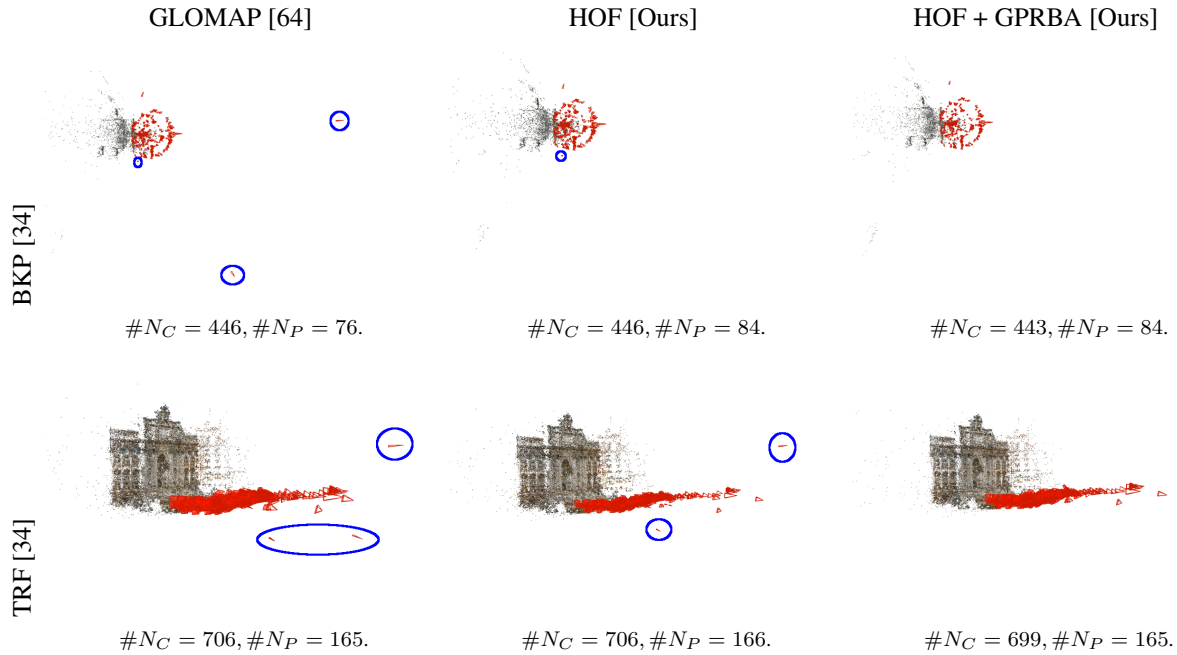 GLOMAP [64] HOF [Ours] HOF + GPRBA [Ours]
BKP [34]
#N_C = 446, #N_P = 76. #N_C = 446, #N_P = 84. #N_C = 443, #N_P = 84.
TRF [34]
#N_C = 706, #N_P = 165. #N_C = 706, #N_P = 166. #N_C = 699, #N_P = 165.